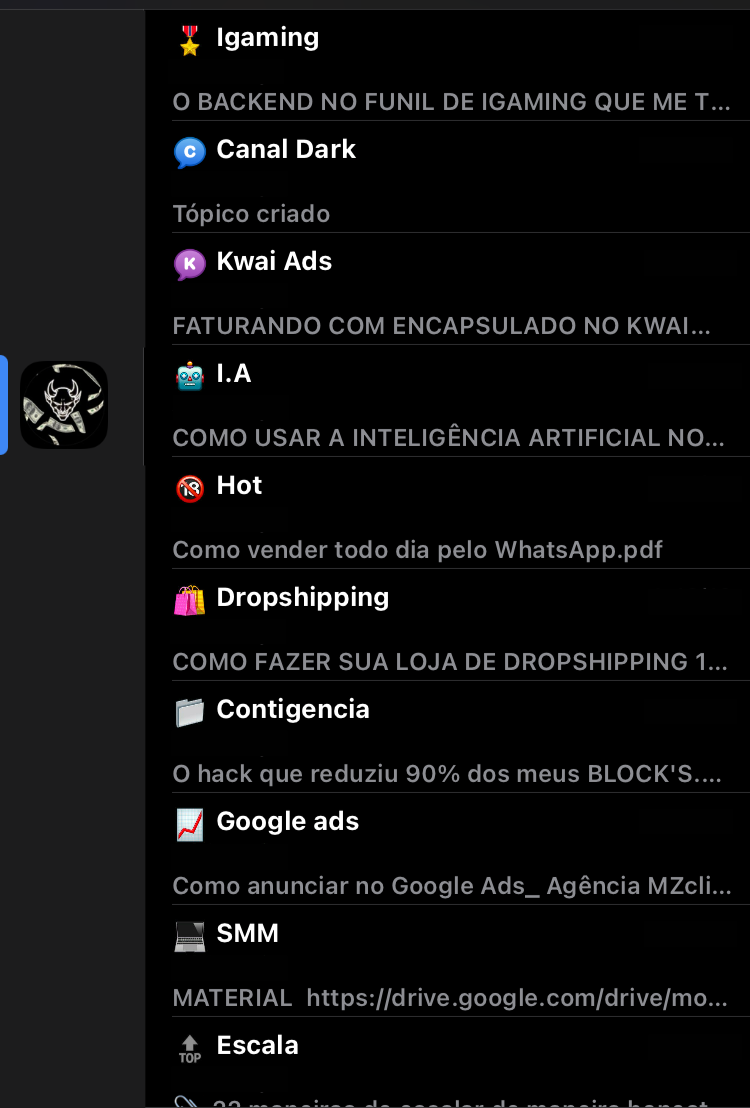 Igaming
O BACKEND NO FUNIL DE IGAMING QUE ME T...
C Canal Dark
Tópico criado
K Kwai Ads
FATURANDO COM ENCAPSULADO NO KWAI...
I.A
COMO USAR A INTELIGÊNCIA ARTIFICIAL NO...
18 Hot
Como vender todo dia pelo WhatsApp.pdf
Dropshipping
COMO FAZER SUA LOJA DE DROPSHIPPING 1...
Contigencia
O hack que reduziu 90% dos meus BLOCK'S....
Google ads
Como anunciar no Google Ads_ Agência MZcli...
SMM
MATERIAL https://drive.google.com/drive/mo...
TOP Escala